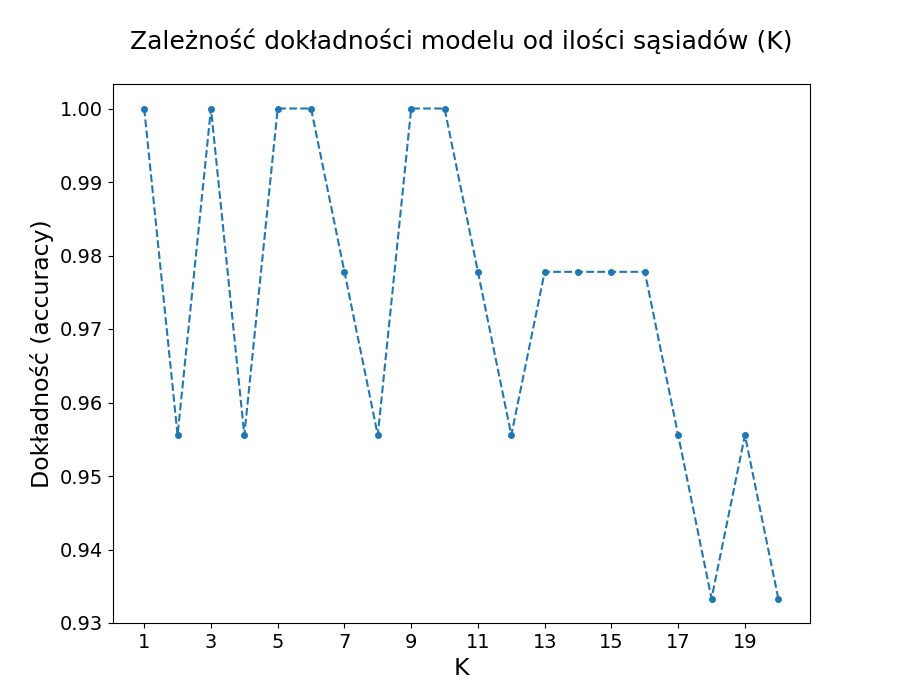 Zależność dokładności modelu od ilości sąsiadów (K)
Dokładność (accuracy)
1.00
0.99
0.98
0.97
0.96
0.95
0.94
0.93
1 3 5 7 9 11 13 15 17 19
K